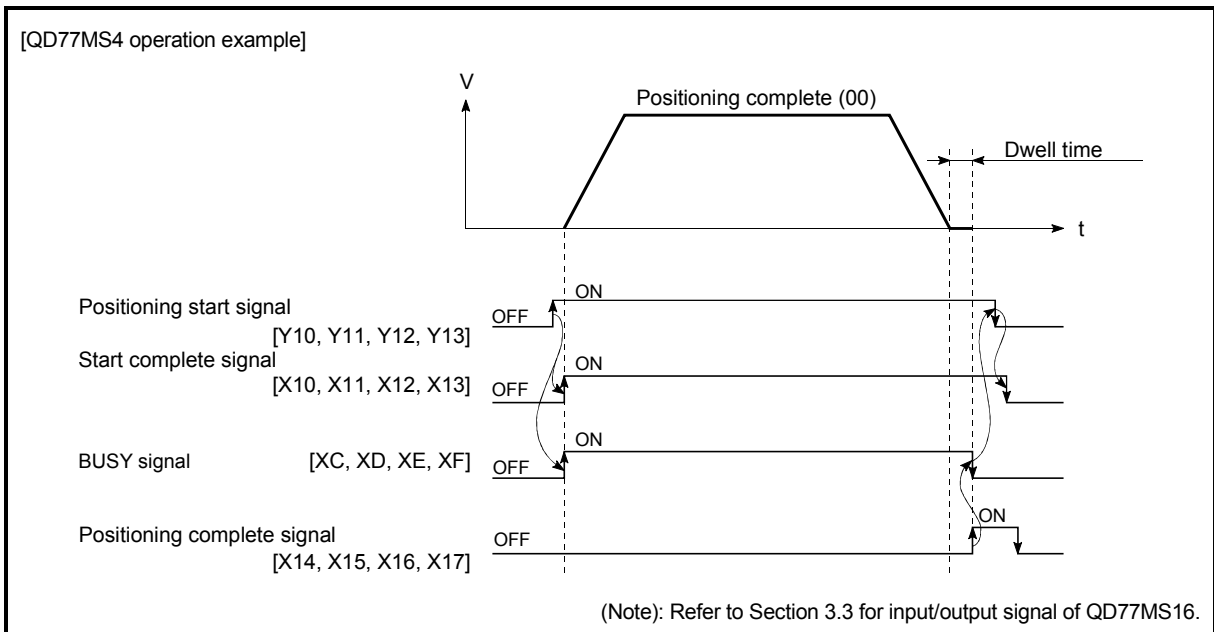 [QD77MS4 operation example]
V
Positioning complete (00)
Dwell time
t
Positioning start signal
[Y10, Y11, Y12, Y13]
OFF
ON
Start complete signal
[X10, X11, X12, X13]
OFF
ON
BUSY signal [XC, XD, XE, XF]
OFF
ON
Positioning complete signal
[X14, X15, X16, X17]
OFF
ON
(Note): Refer to Section 3.3 for input/output signal of QD77MS16.